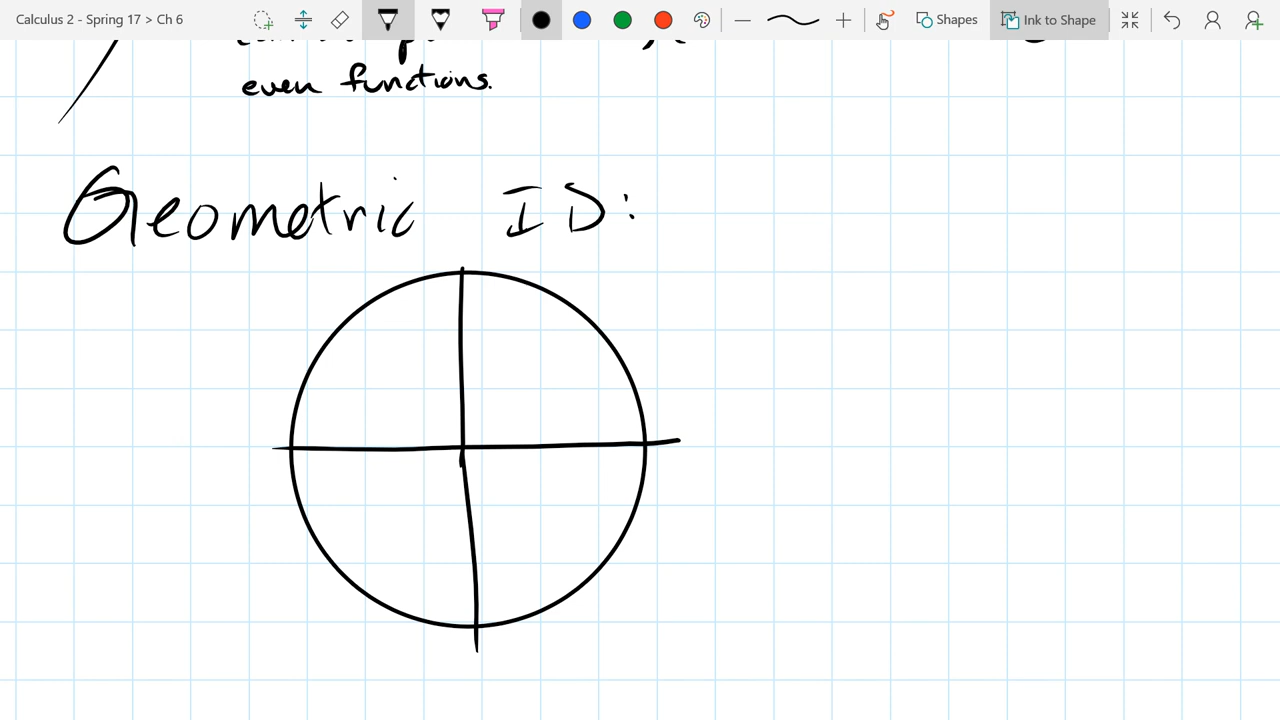 Calculus 2 - Spring 17 > Ch 6
Shapes
Ink to Shape
even functions.
Geometric ID: